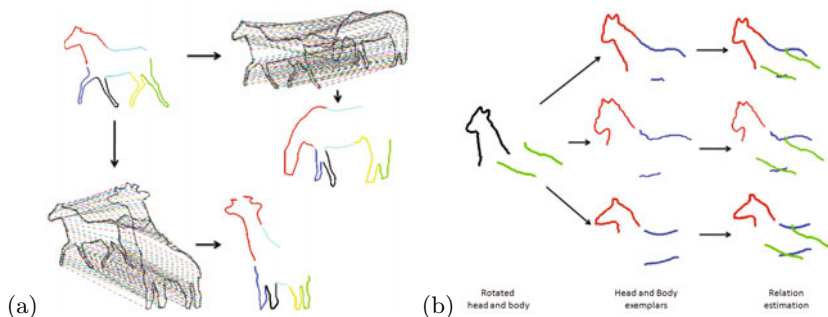 (a)
(b)
Rotated
head and body
Head and Body
exemplars
Relation
estimation